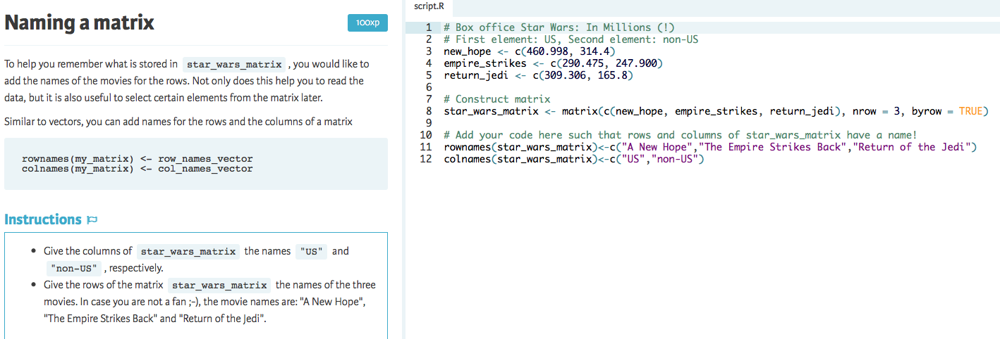 Naming a matrix
100xp
To help you remember what is stored in star_wars_matrix , you would like to
add the names of the movies for the rows. Not only does this help you to read the
data, but it is also useful to select certain elements from the matrix later.
Similar to vectors, you can add names for the rows and the columns of a matrix
rownames(my_matrix) <- row_names_vector
colnames(my_matrix) <- col_names_vector
Instructions
• Give the columns of star_wars_matrix the names "US" and
"non-US" , respectively.
• Give the rows of the matrix star_wars_matrix the names of the three
movies. In case you are not a fan ;-), the movie names are: "A New Hope",
"The Empire Strikes Back" and "Return of the Jedi".
script.R
1 # Box office Star Wars: In Millions (!)
2 # First element: US, Second element: non-US
3 new_hope <- c(460.998, 314.4)
4 empire_strikes <- c(290.475, 247.900)
5 return_jedi <- c(309.306, 165.8)
6
7 # Construct matrix
8 star_wars_matrix <- matrix(c(new_hope, empire_strikes, return_jedi), nrow = 3, byrow = TRUE)
9
10 # Add your code here such that rows and columns of star_wars_matrix have a name!
11 rownames(star_wars_matrix)<-c("A New Hope","The Empire Strikes Back","Return of the Jedi")
12 colnames(star_wars_matrix)<-c("US","non-US")